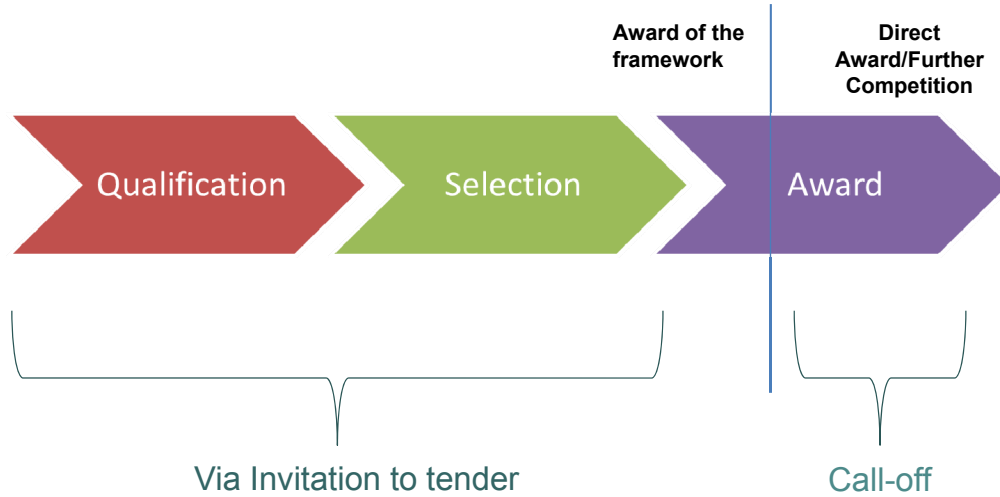 Award of the
framework
Direct
Award/Further
Competition
Qualification
Selection
Award
Via Invitation to tender
Call-off